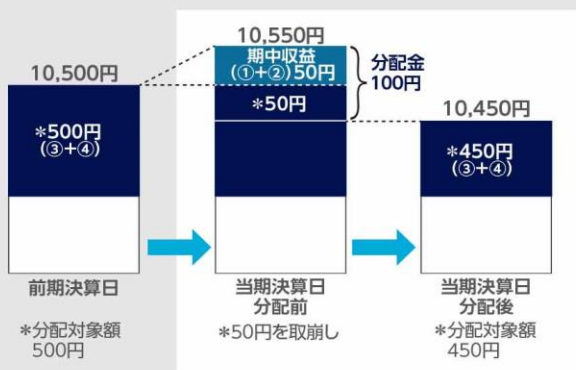 10,500円
*500円
(③+④)
前期決算日
*分配対象額
500円
10,550円
期中収益
(①+②)50円
*50円
分配金
100円
当期決算日
分配前
*50円を取崩し
10,450円
*450円
(③+④)
当期決算日
分配後
*分配対象額
450円